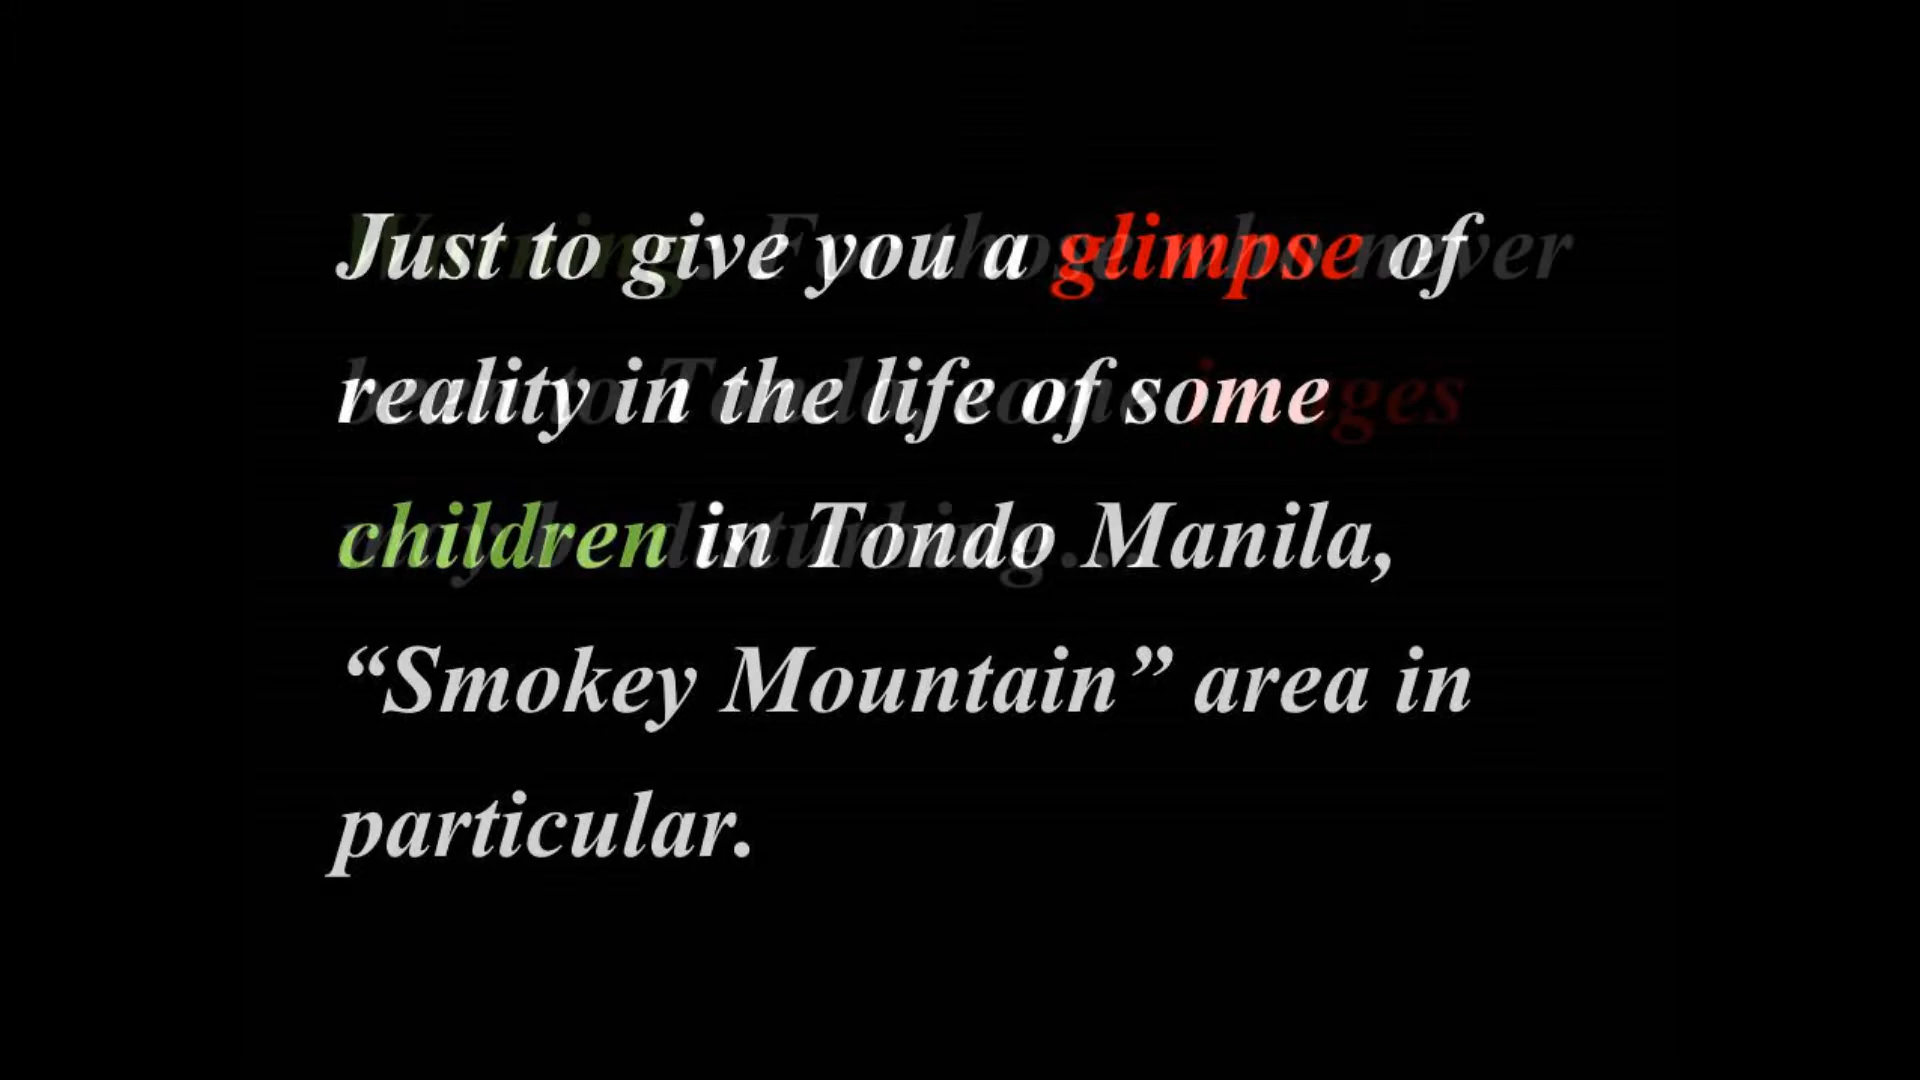 Just to give you a glimpse of
reality in the life of some
children in Tondo Manila,
“Smokey Mountain” area in
particular.